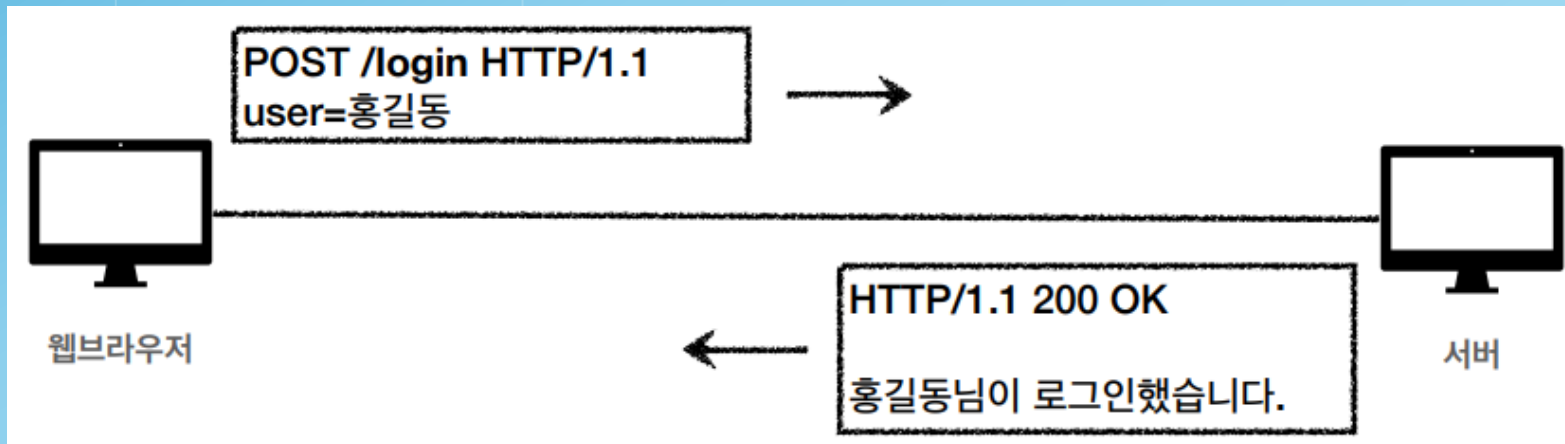 POST /login HTTP/1.1
user=홍길동
웹브라우저
HTTP/1.1 200 OK
홍길동님이 로그인했습니다.
서버